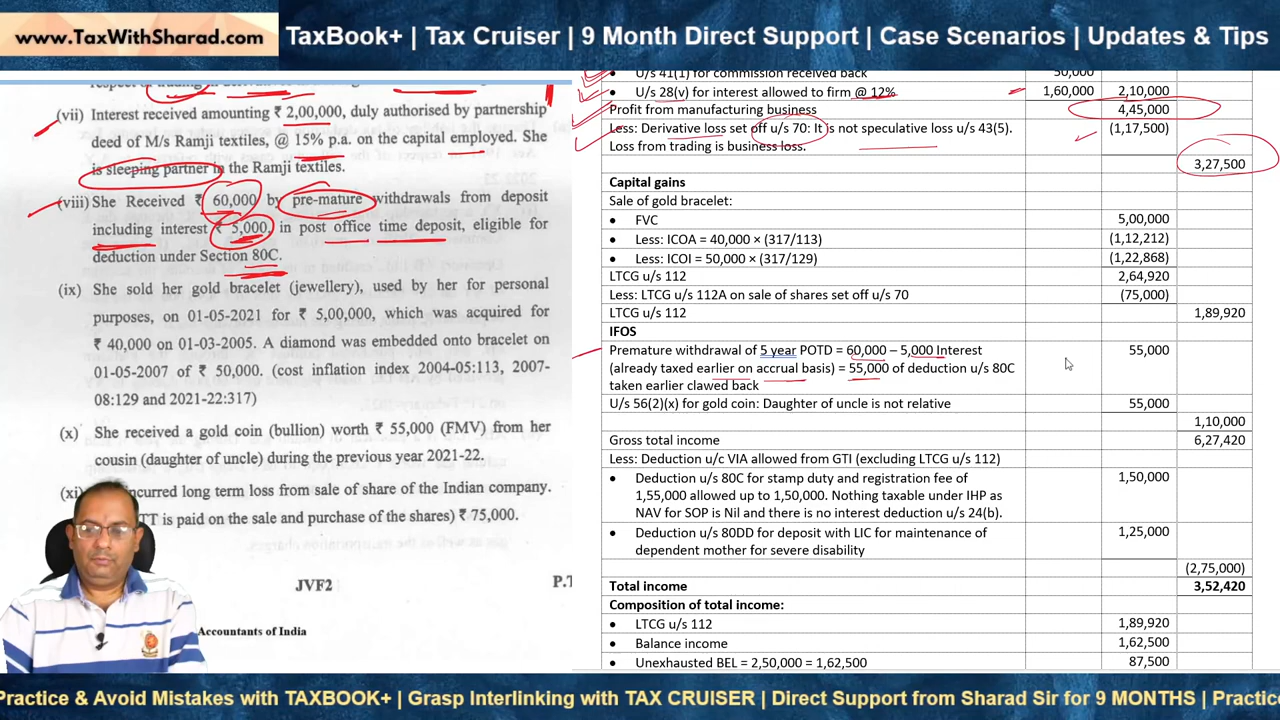 www.TaxWithSharad.com
TaxBook+ | Tax Cruiser | 9 Month Direct Support | Case Scenarios | Updates & Tips
(vii) Interest received amounting ₹ 2,00,000, duly authorised by partnership
deed of M/s Ramji textiles, @ 15% p.a. on the capital employed. She
is sleeping partner in the Ramji textiles.
(viii) She Received ₹ 60,000 by pre-mature withdrawals from deposit
including interest ₹ 5,000, in post office time deposit, eligible for
deduction under Section 80C.
(ix) She sold her gold bracelet (jewellery), used by her for personal
purposes, on 01-05-2021 for ₹ 5,00,000, which was acquired for
₹ 40,000 on 01-03-2005. A diamond was embedded onto bracelet on
01-05-2007 of ₹ 50,000. (cost inflation index 2004-05:113, 2007-
08:129 and 2021-22:317)
(x) She received a gold coin (bullion) worth ₹ 55,000 (FMV) from her
cousin (daughter of uncle) during the previous year 2021-22.
(xi) incurred long term loss from sale of share of the Indian company.
TT is paid on the sale and purchase of the shares) ₹ 75,000.
JVF2 P.T
Accountants of India
• U/s 41(1) for commission received back 50,000
• U/s 28(v) for interest allowed to firm @ 12% 1,60,000 2,10,000
Profit from manufacturing business 4,45,000
Less: Derivative loss set off u/s 70: It is not speculative loss u/s 43(5). (1,17,500)
Loss from trading is business loss.
3,27,500
Capital gains
Sale of gold bracelet:
• FVC 5,00,000
• Less: ICOA = 40,000 × (317/113) (1,12,212)
• Less: ICOI = 50,000 × (317/129) (1,22,868)
LTCG u/s 112 2,64,920
Less: LTCG u/s 112A on sale of shares set off u/s 70 (75,000)
LTCG u/s 112 1,89,920
IFOS
Premature withdrawal of 5 year POTD = 60,000 – 5,000 Interest 55,000
(already taxed earlier on accrual basis) = 55,000 of deduction u/s 80C
taken earlier clawed back
U/s 56(2)(x) for gold coin: Daughter of uncle is not relative 55,000
1,10,000
Gross total income 6,27,420
Less: Deduction u/c VIA allowed from GTI (excluding LTCG u/s 112)
• Deduction u/s 80C for stamp duty and registration fee of 1,50,000
1,55,000 allowed up to 1,50,000. Nothing taxable under IHP as
NAV for SOP is Nil and there is no interest deduction u/s 24(b).
• Deduction u/s 80DD for deposit with LIC for maintenance of 1,25,000
dependent mother for severe disability
(2,75,000)
Total income 3,52,420
Composition of total income:
• LTCG u/s 112 1,89,920
• Balance income 1,62,500
• Unexhausted BEL = 2,50,000 = 1,62,500 87,500
Practice & Avoid Mistakes with TAXBOOK+ | Grasp Interlinking with TAX CRUISER | Direct Support from Sharad Sir for 9 MONTHS | Practic